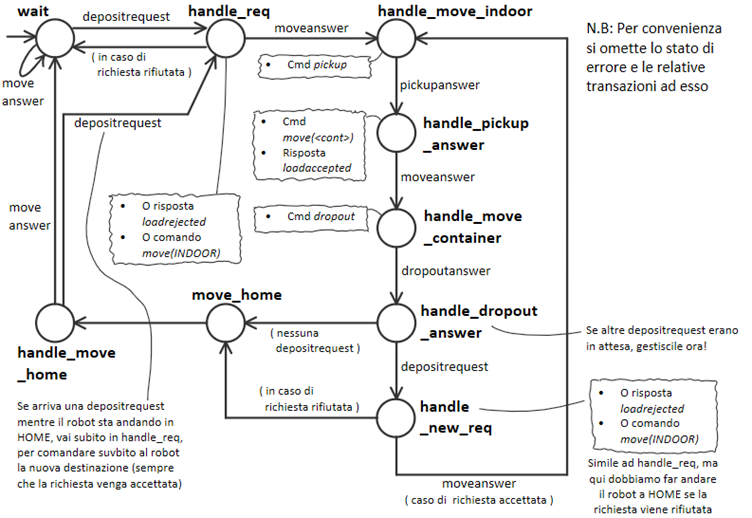 wait
depositrequest
handle_req
moveanswer
handle_move_indoor
N.B: Per convenienza
si omette lo stato di
errore e le relative
transazioni ad esso
( in caso di
richiesta rifiutata )
move
answer
• Cmd pickup
pickupanswer
depositrequest
• Cmd
move(<cont>)
• Risposta
loadaccepted
handle_pickup
_answer
moveanswer
• O risposta
loadrejected
• O comando
move(INDOOR)
move
answer
• Cmd dropout
handle_move
_container
dropoutanswer
move_home
handle_dropout
_answer
( nessuna
depositrequest )
Se altre depositrequest erano
in attesa, gestiscile ora!
handle_move
_home
depositrequest
( in caso di
richiesta rifiutata )
handle
_new_req
• O risposta
loadrejected
• O comando
move(INDOOR)
Se arriva una depositrequest
mentre il robot sta andando in
HOME, vai subito in handle_req,
per comandare suvbito al robot
la nuova destinazione (sempre
che la richiesta venga accettata)
Simile ad handle_req, ma
qui dobbiamo far andare
il robot a HOME se la
richiesta viene rifiutata
moveanswer
( caso di richiesta accettata )